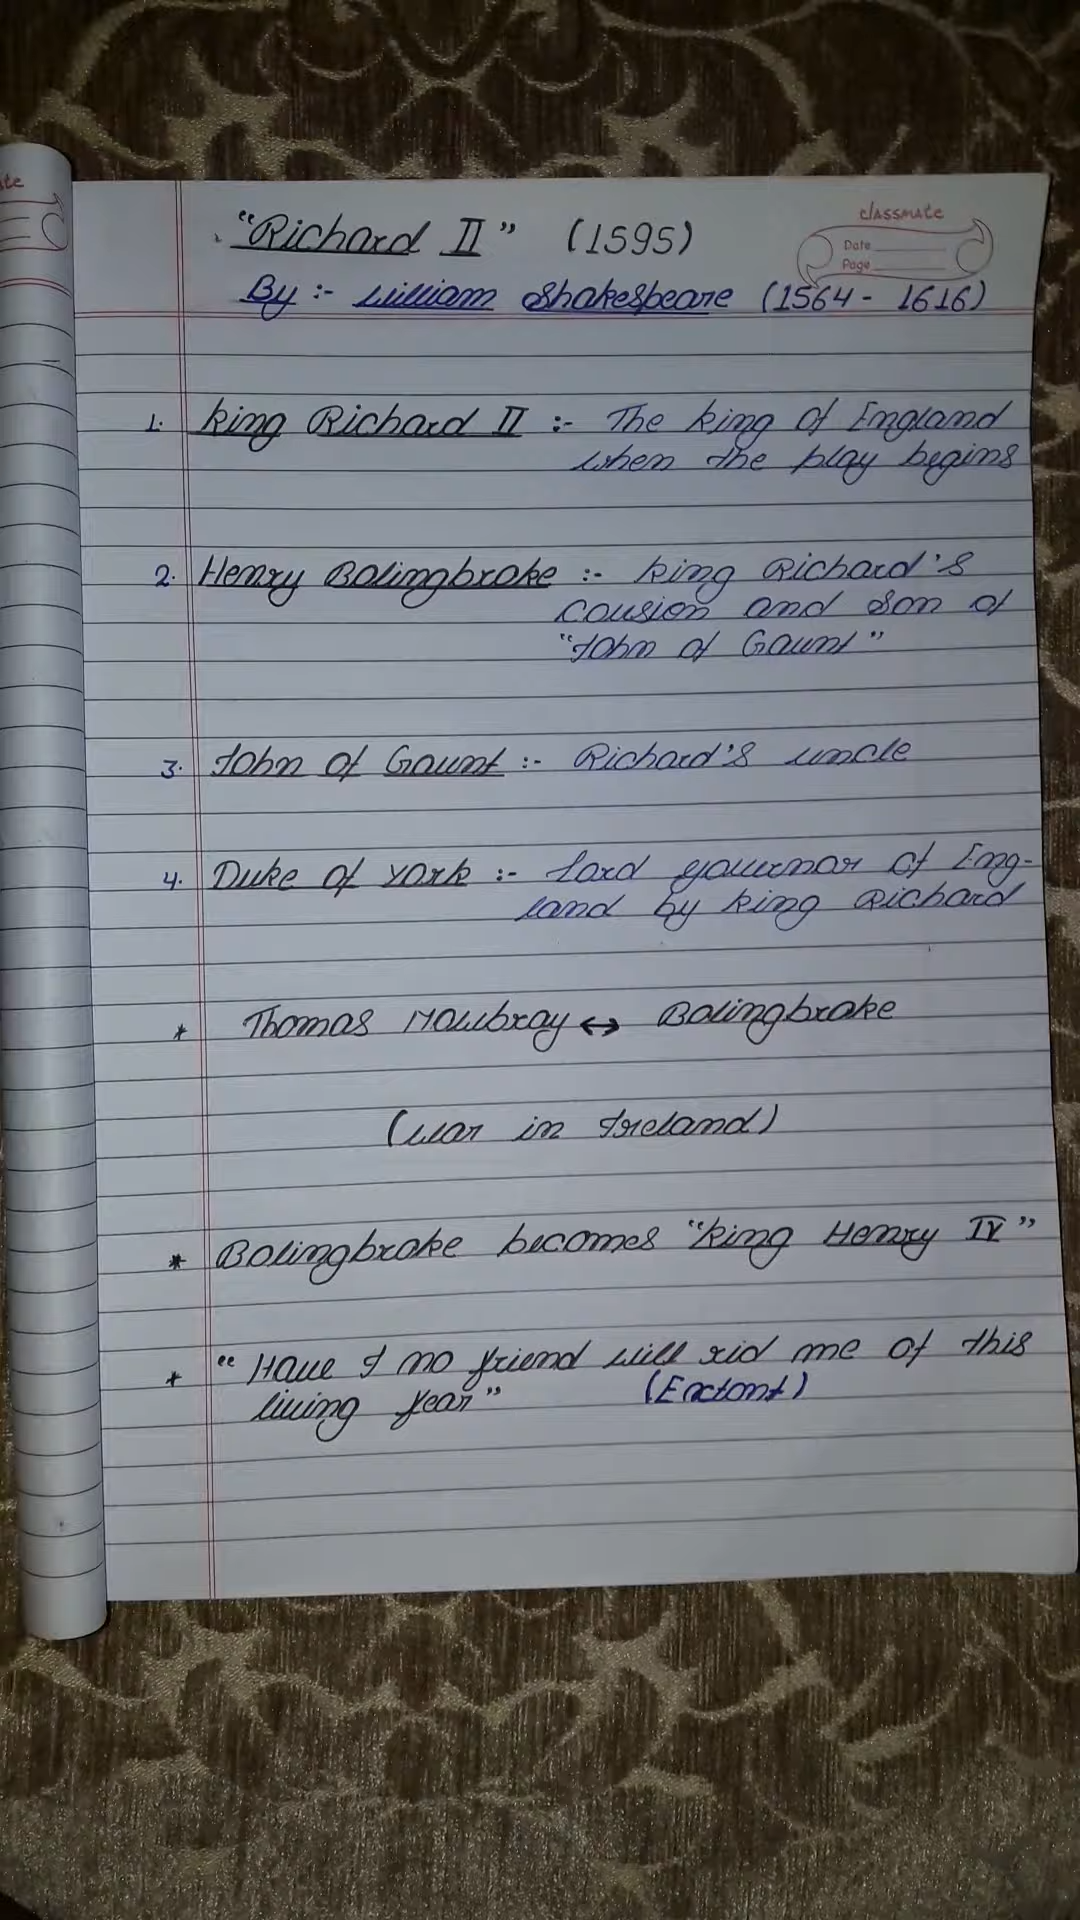 ate
classmate
Date
Page
"Richard II" (1595)
By :- William Shakespeare (1564 - 1616)
1. King Richard II :- The King of England
when the play begins
2. Henry Bolingbroke :- King Richard's
cousion and son of
"John of Gaunt"
3. John of Gaunt :- Richard's uncle
4. Duke of York :- Lord governor of Eng-
land by King Richard
* Thomas Mowbray ↔ Bolingbroke
(War in Ireland)
* Bolingbroke becomes "King Henry IV"
* "Have I no friend will rid me of this
living fear" (Exctont)